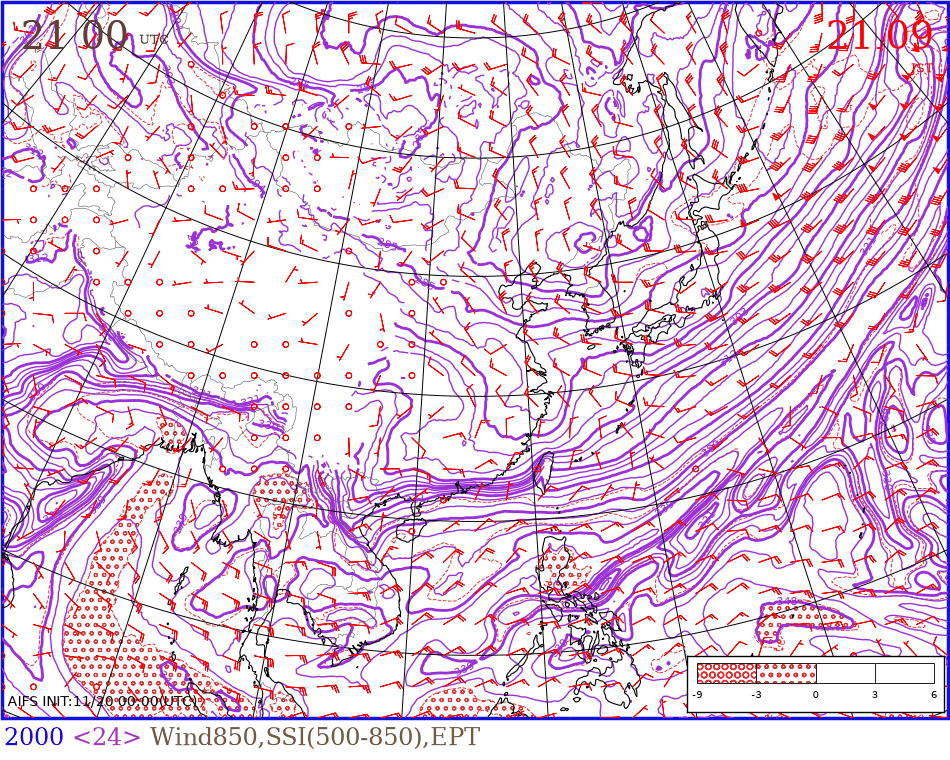 21 00 UTC
21.09
JST
AIFS INIT:11/20 00:00(UTC)
-9 -3 0 3 6
2000 <24> Wind850,SSI(500-850),EPT